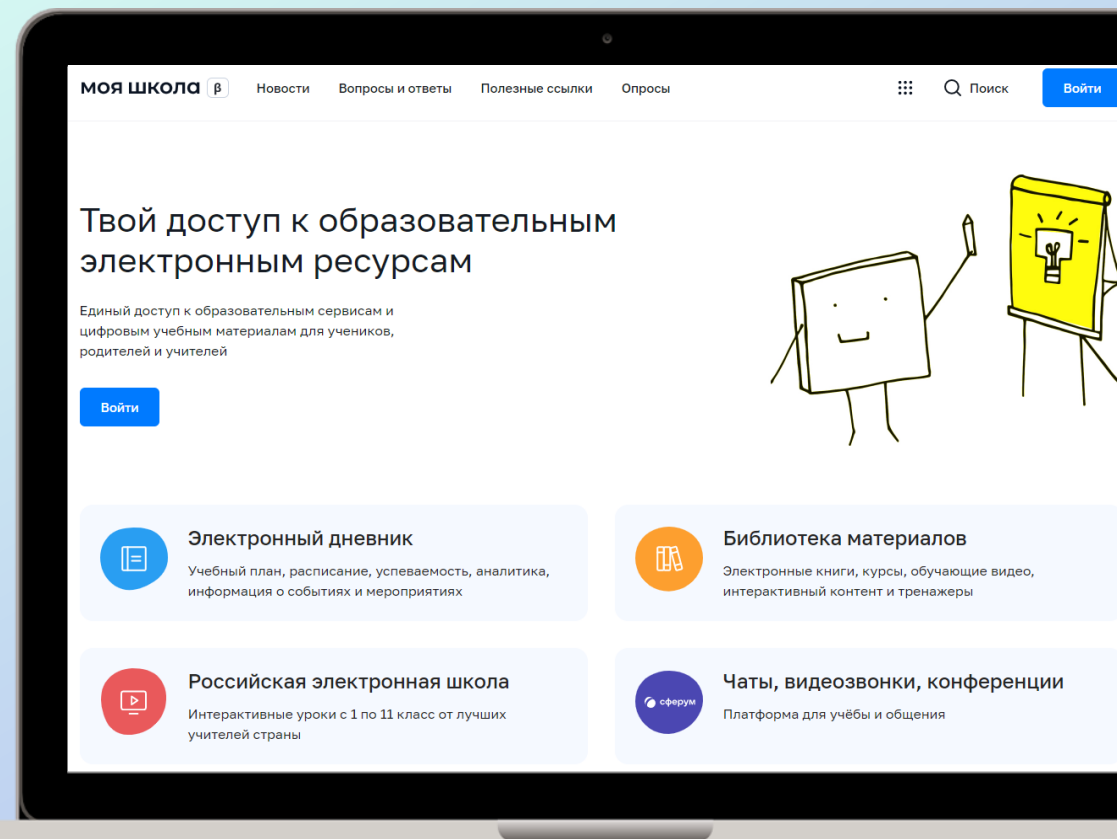 МОЯ ШКОЛА β Новости Вопросы и ответы Полезные ссылки Опросы Поиск Войти
Твой доступ к образовательным
электронным ресурсам
Единый доступ к образовательным сервисам и
цифровым учебным материалам для учеников,
родителей и учителей
Войти
Электронный дневник
Учебный план, расписание, успеваемость, аналитика,
информация о событиях и мероприятиях
Библиотека материалов
Электронные книги, курсы, обучающие видео,
интерактивный контент и тренажеры
Российская электронная школа
Интерактивные уроки с 1 по 11 класс от лучших
учителей страны
сферум
Чаты, видеозвонки, конференции
Платформа для учёбы и общения